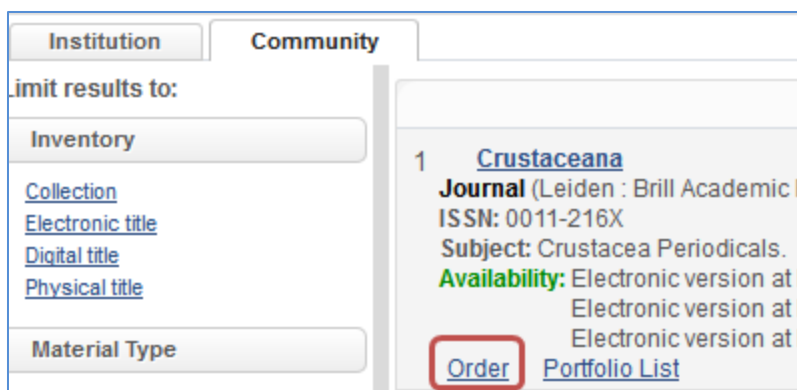 Institution
Community
imit results to:
Inventory
Collection
Electronic title
Digital title
Physical title
Material Type
1 Crustaceana
Journal (Leiden : Brill Academic
ISSN: 0011-216X
Subject: Crustacea Periodicals.
Availability: Electronic version at
Electronic version at
Electronic version at
Order Portfolio List